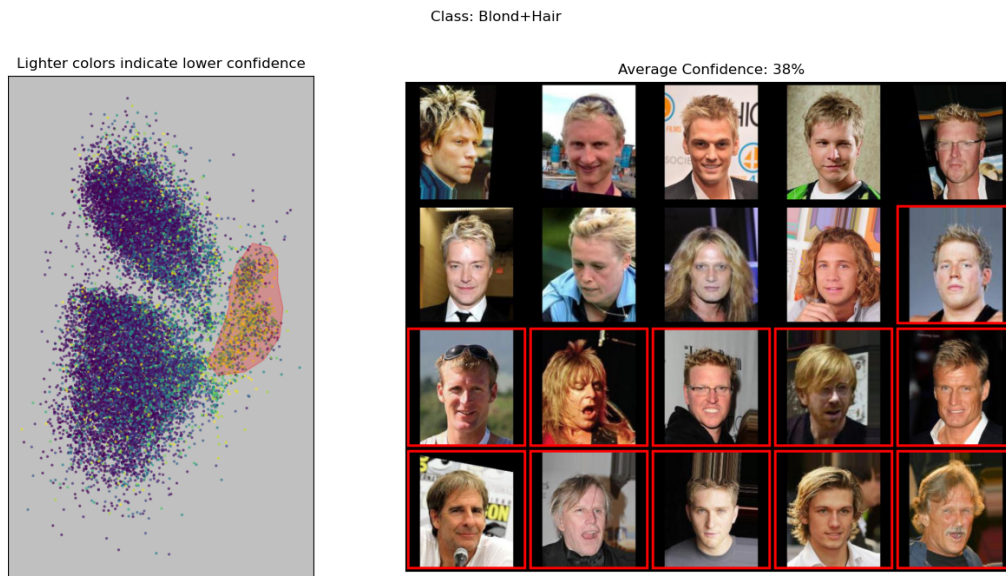 Class: Blond+Hair
Lighter colors indicate lower confidence
Average Confidence: 38%